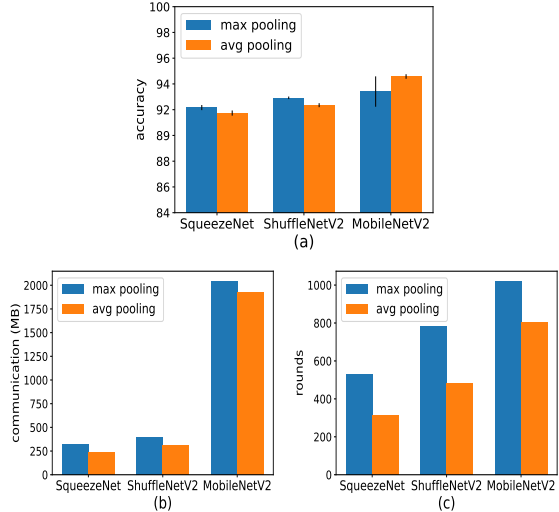 100
98
96
94
92
89
88
86
84
accuracy
max pooling
avg pooling
SqueezeNet ShuffleNetV2 MobileNetV2
(a)
2000
1750
1500
1250
1000
750
500
250
0
communication (MB)
max pooling
avg pooling
SqueezeNet ShuffleNetV2 MobileNetV2
(b)
1000
800
600
400
200
0
rounds
max pooling
avg pooling
SqueezeNet ShuffleNetV2 MobileNetV2
(c)